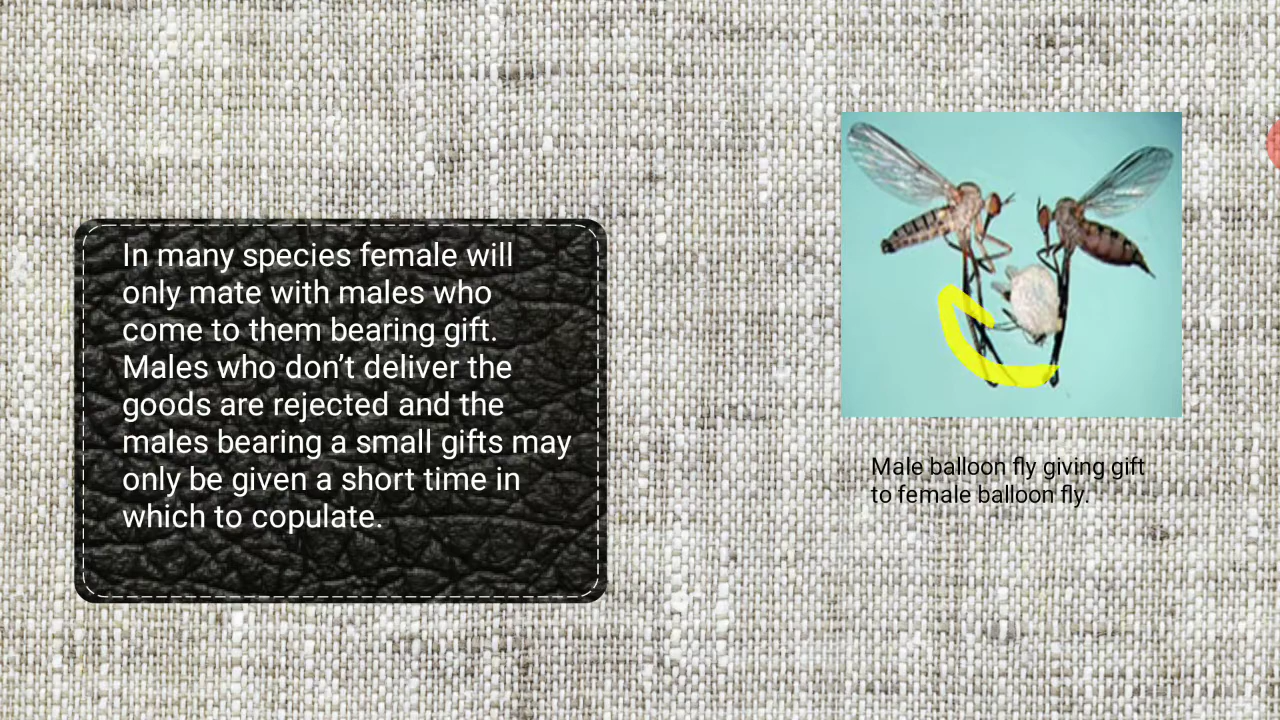 In many species female will
only mate with males who
come to them bearing gift.
Males who don’t deliver the
goods are rejected and the
males bearing a small gifts may
only be given a short time in
which to copulate.
Male balloon fly giving gift
to female balloon fly.